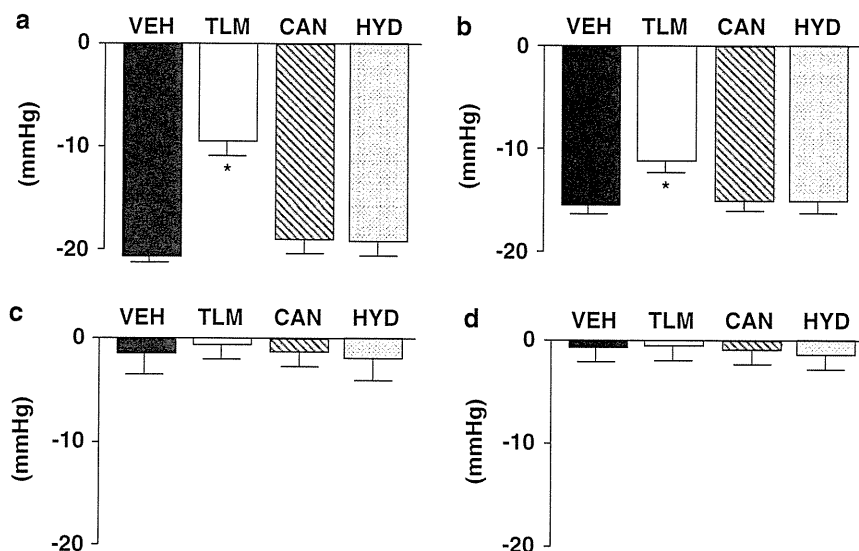 a
VEH TLM CAN HYD
0
-10
-20
(mmHg)
*
b
VEH TLM CAN HYD
0
-10
-20
(mmHg)
*
c
VEH TLM CAN HYD
0
-10
-20
(mmHg)
d
VEH TLM CAN HYD
0
-10
-20
(mmHg)